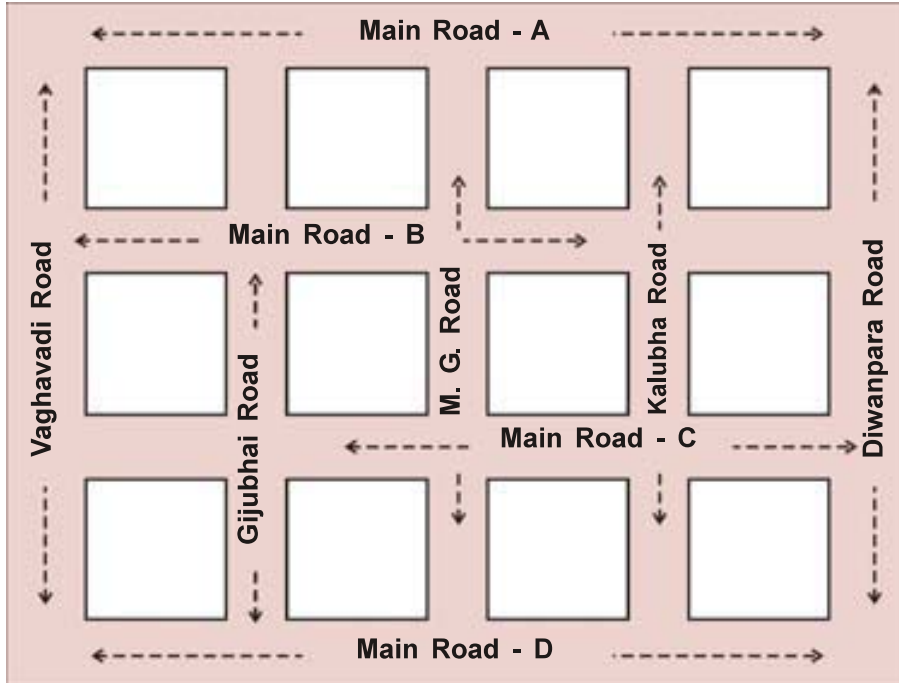 Main Road - A
Main Road - B
Vaghavadi Road
Gijubhai Road
M. G. Road
Kalubha Road
Diwanpara Road
Main Road - C
Main Road - D